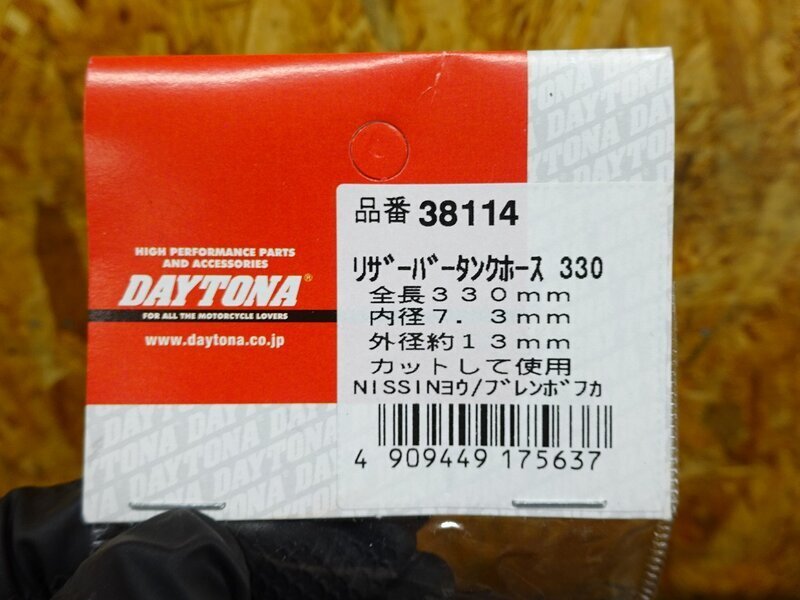 HIGH PERFORMANCE PARTS
AND ACCESSORIES
DAYTONA®
FOR ALL THE MOTORCYCLE LOVERS
www.daytona.co.jp
品番 38114
ﾘｻﾞｰﾊﾞｰﾀﾝｸﾎｰｽ 330
全長３３０ｍｍ
内径７．３ｍｍ
外径約１３ｍｍ
カットして使用
NISSINﾖｳ/ﾌﾞﾚﾝﾎﾞﾌｶ
4 909449 175637